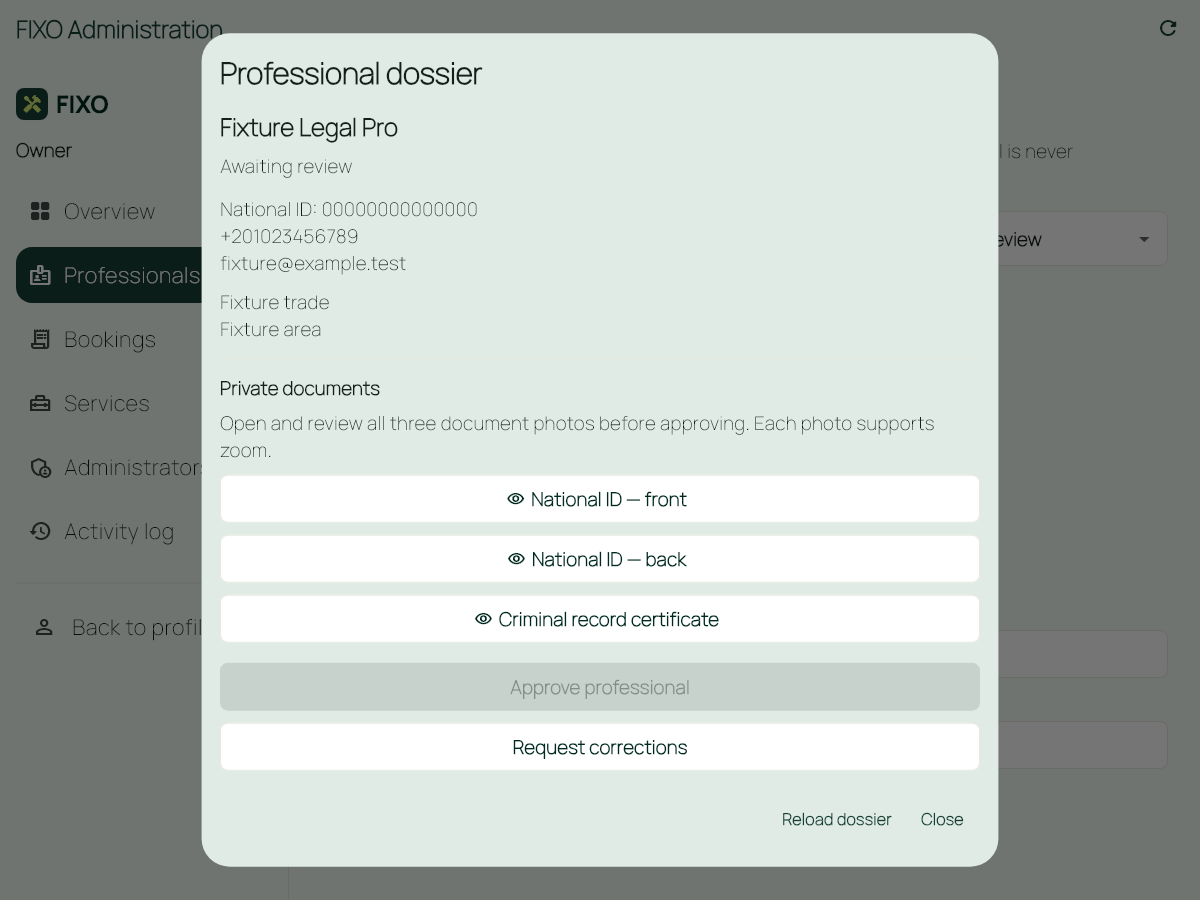 FIXO Administration
FIXO
Owner
Overview
Professionals
Bookings
Services
Administrators
Activity log
Back to profil
l is never
eview
Professional dossier
Fixture Legal Pro
Awaiting review
National ID: 00000000000000
+201023456789
fixture@example.test
Fixture trade
Fixture area
Private documents
Open and review all three document photos before approving. Each photo supports
zoom.
National ID — front
National ID — back
Criminal record certificate
Approve professional
Request corrections
Reload dossier
Close